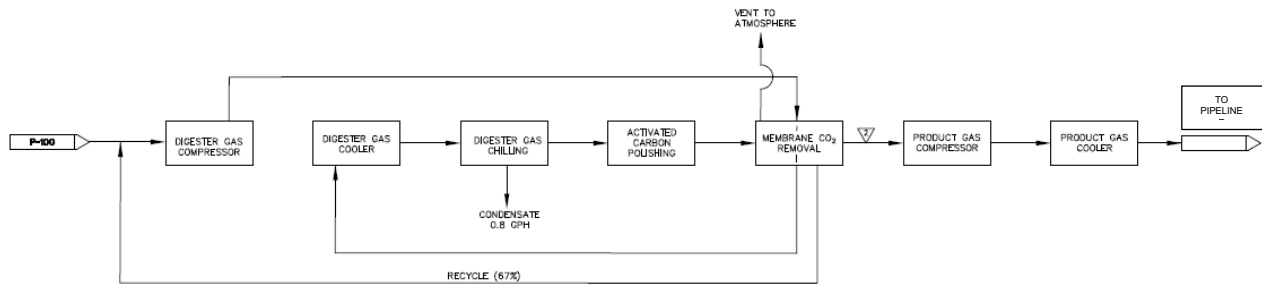 VENT TO
ATMOSPHERE
TO
PIPELINE
–
P-100
DIGESTER GAS
COMPRESSOR
DIGESTER GAS
COOLER
DIGESTER GAS
CHILLING
ACTIVATED
CARBON
POLISHING
MEMBRANE CO₂
REMOVAL
2
PRODUCT GAS
COMPRESSOR
PRODUCT GAS
COOLER
CONDENSATE
0.8 GPH
RECYCLE (67%)